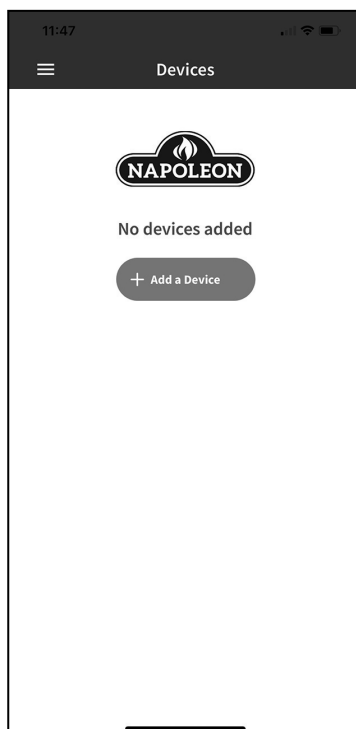 11:47
Devices
NAPOLEON
No devices added
+ Add a Device